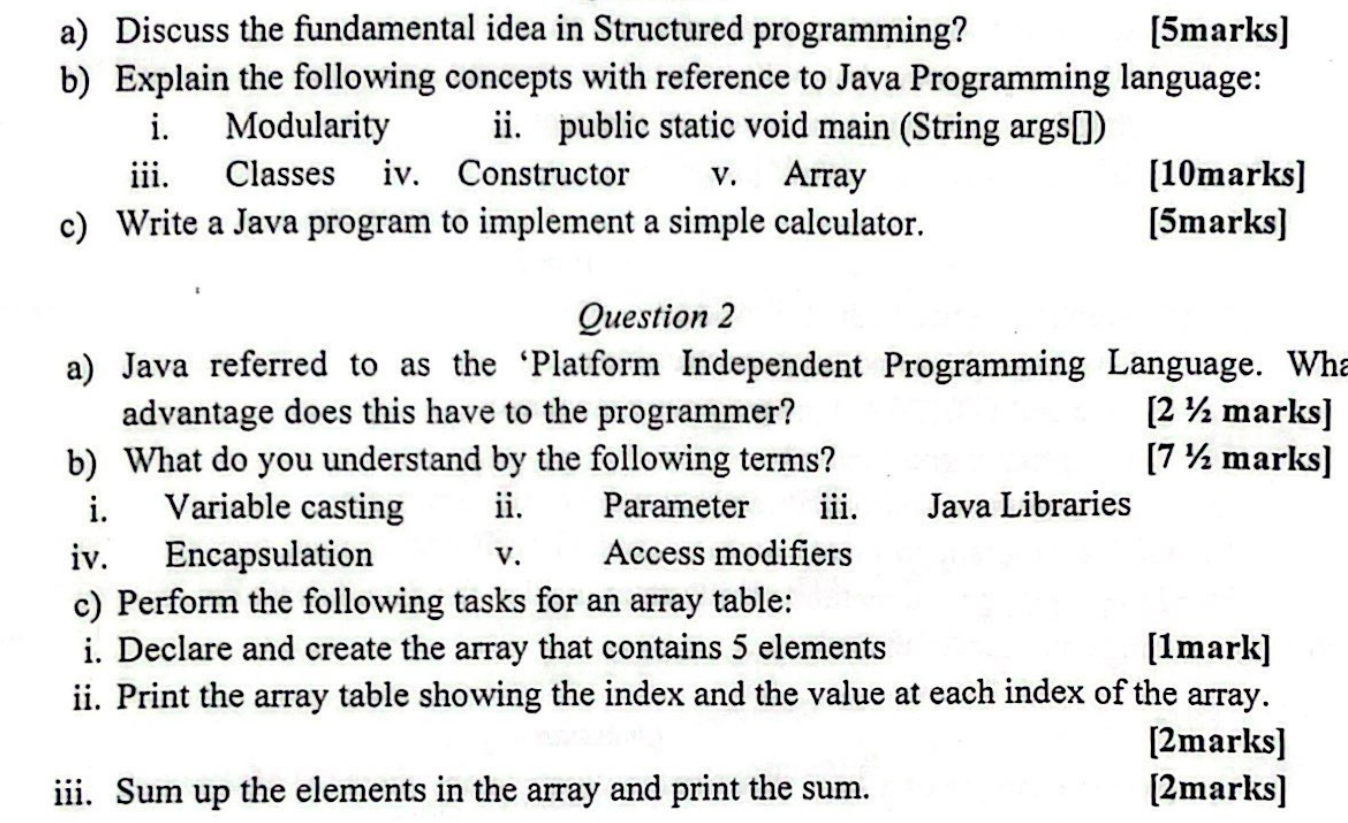 a) Discuss the fundamental idea in Structured programming? [5marks]
b) Explain the following concepts with reference to Java Programming language:
i. Modularity ii. public static void main (String args[])
iii. Classes iv. Constructor v. Array [10marks]
c) Write a Java program to implement a simple calculator. [5marks]
Question 2
a) Java referred to as the ‘Platform Independent Programming Language.
advantage does this have to the programmer? [2 ½ marks]
b) What do you understand by the following terms? [7 ½ marks]
i. Variable casting ii. Parameter iii. Java Libraries
iv. Encapsulation v. Access modifiers
c) Perform the following tasks for an array table:
i. Declare and create the array that contains 5 elements [1mark]
ii. Print the array table showing the index and the value at each index of the array.
[2marks]
iii. Sum up the elements in the array and print the sum. [2marks]